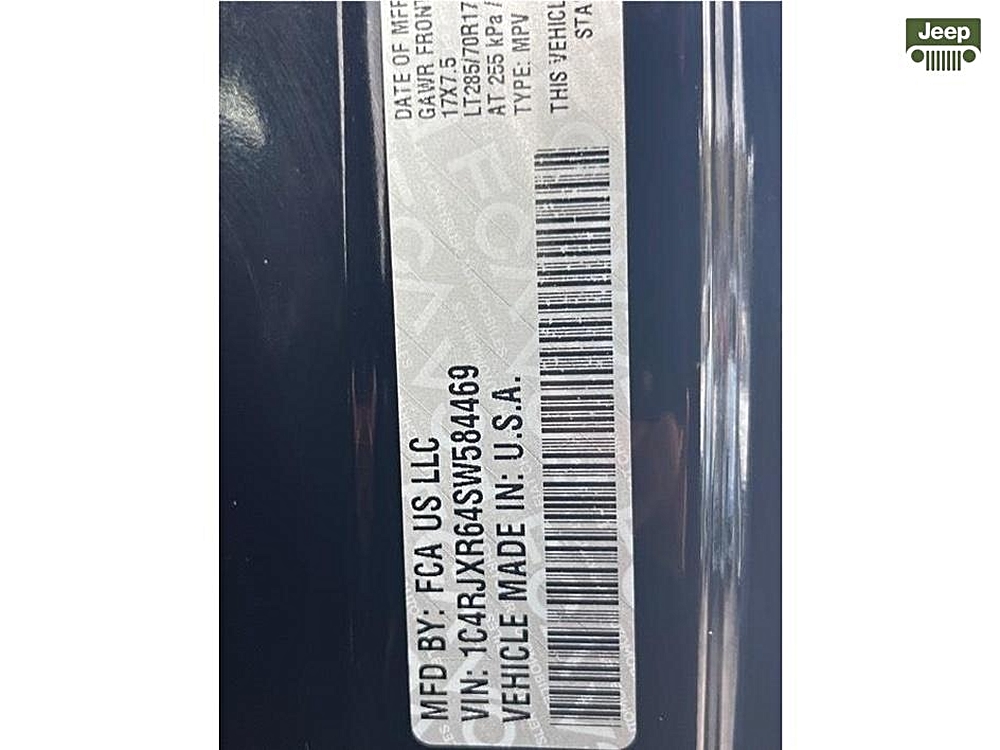 MFD BY: FCA US LLC
VIN: 1C4RJXR64SW584469
VEHICLE MADE IN: U.S.A.
DATE OF MFR
GAWR FRONT
17X7.5
LT285/70R17
AT 255 kPa /
TYPE: MPV
THIS VEHICL
STA
Jeep